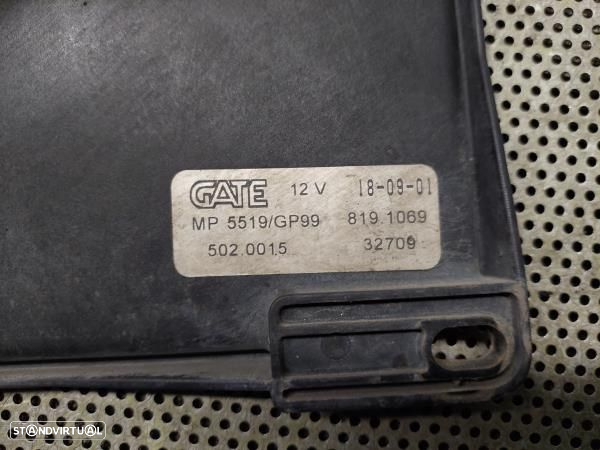 GATE 12 V 18-09-01
MP 5519/GP99 819.1069
502.0015 32709
STANDVIRTUAL